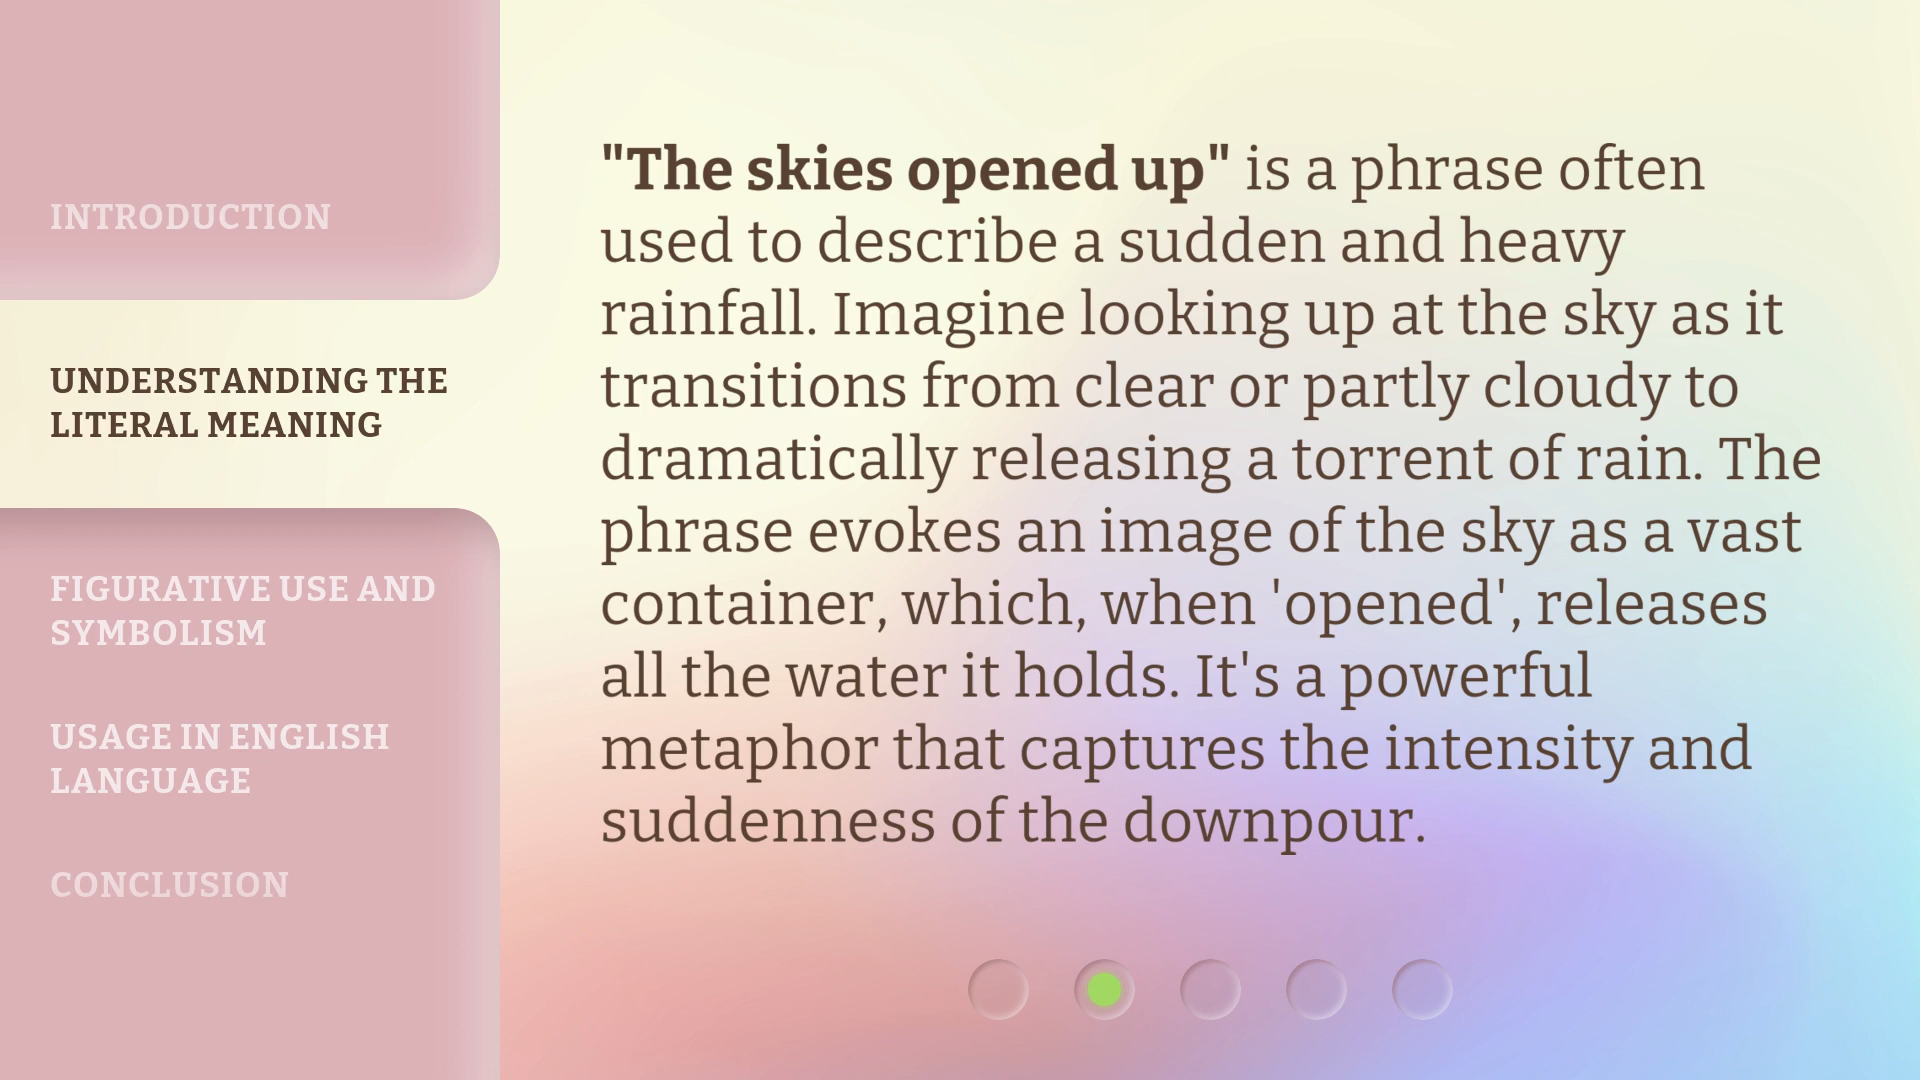 INTRODUCTION
UNDERSTANDING THE
LITERAL MEANING
FIGURATIVE USE AND
SYMBOLISM
USAGE IN ENGLISH
LANGUAGE
CONCLUSION
"The skies opened up" is a phrase often
used to describe a sudden and heavy
rainfall. Imagine looking up at the sky as it
transitions from clear or partly cloudy to
dramatically releasing a torrent of rain. The
phrase evokes an image of the sky as a vast
container, which, when 'opened', releases
all the water it holds. It's a powerful
metaphor that captures the intensity and
suddenness of the downpour.